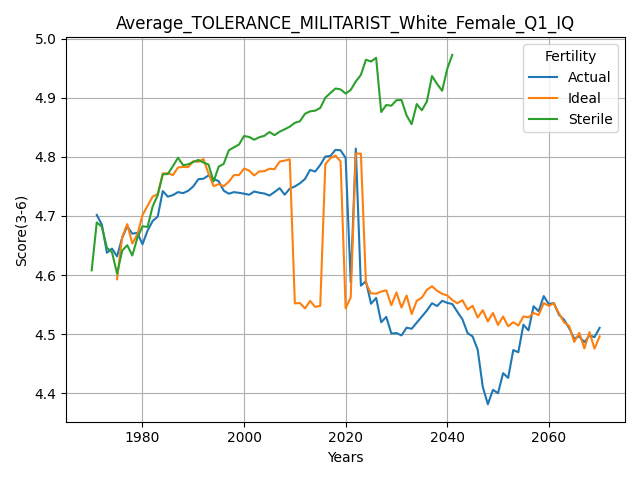 Average_TOLERANCE_MILITARIST_White_Female_Q1_IQ
Score(3-6)
5.0
4.9
4.8
4.7
4.6
4.5
4.4
Fertility
Actual
Ideal
Sterile
1980
2000
2020
2040
2060
Years